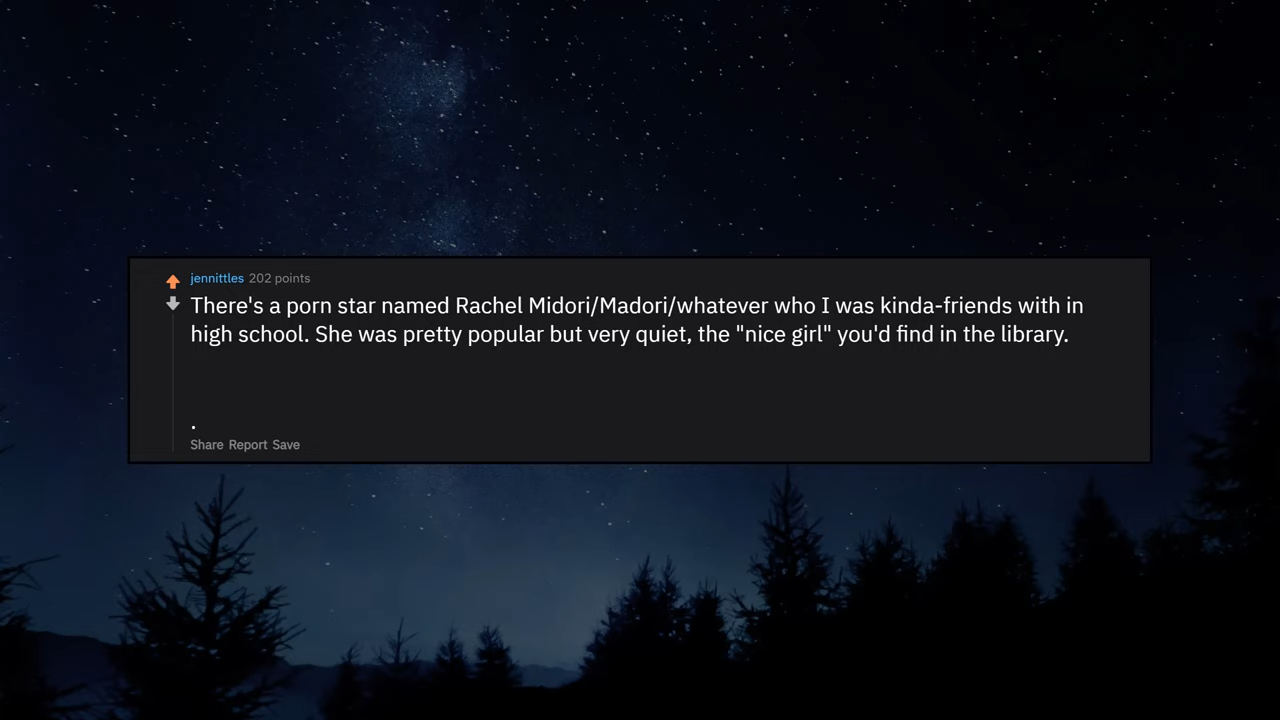 jennittles 202 points
There's a porn star named Rachel Midori/Madori/whatever who I was kinda-friends with in
high school. She was pretty popular but very quiet, the "nice girl" you'd find in the library.
.
Share Report Save